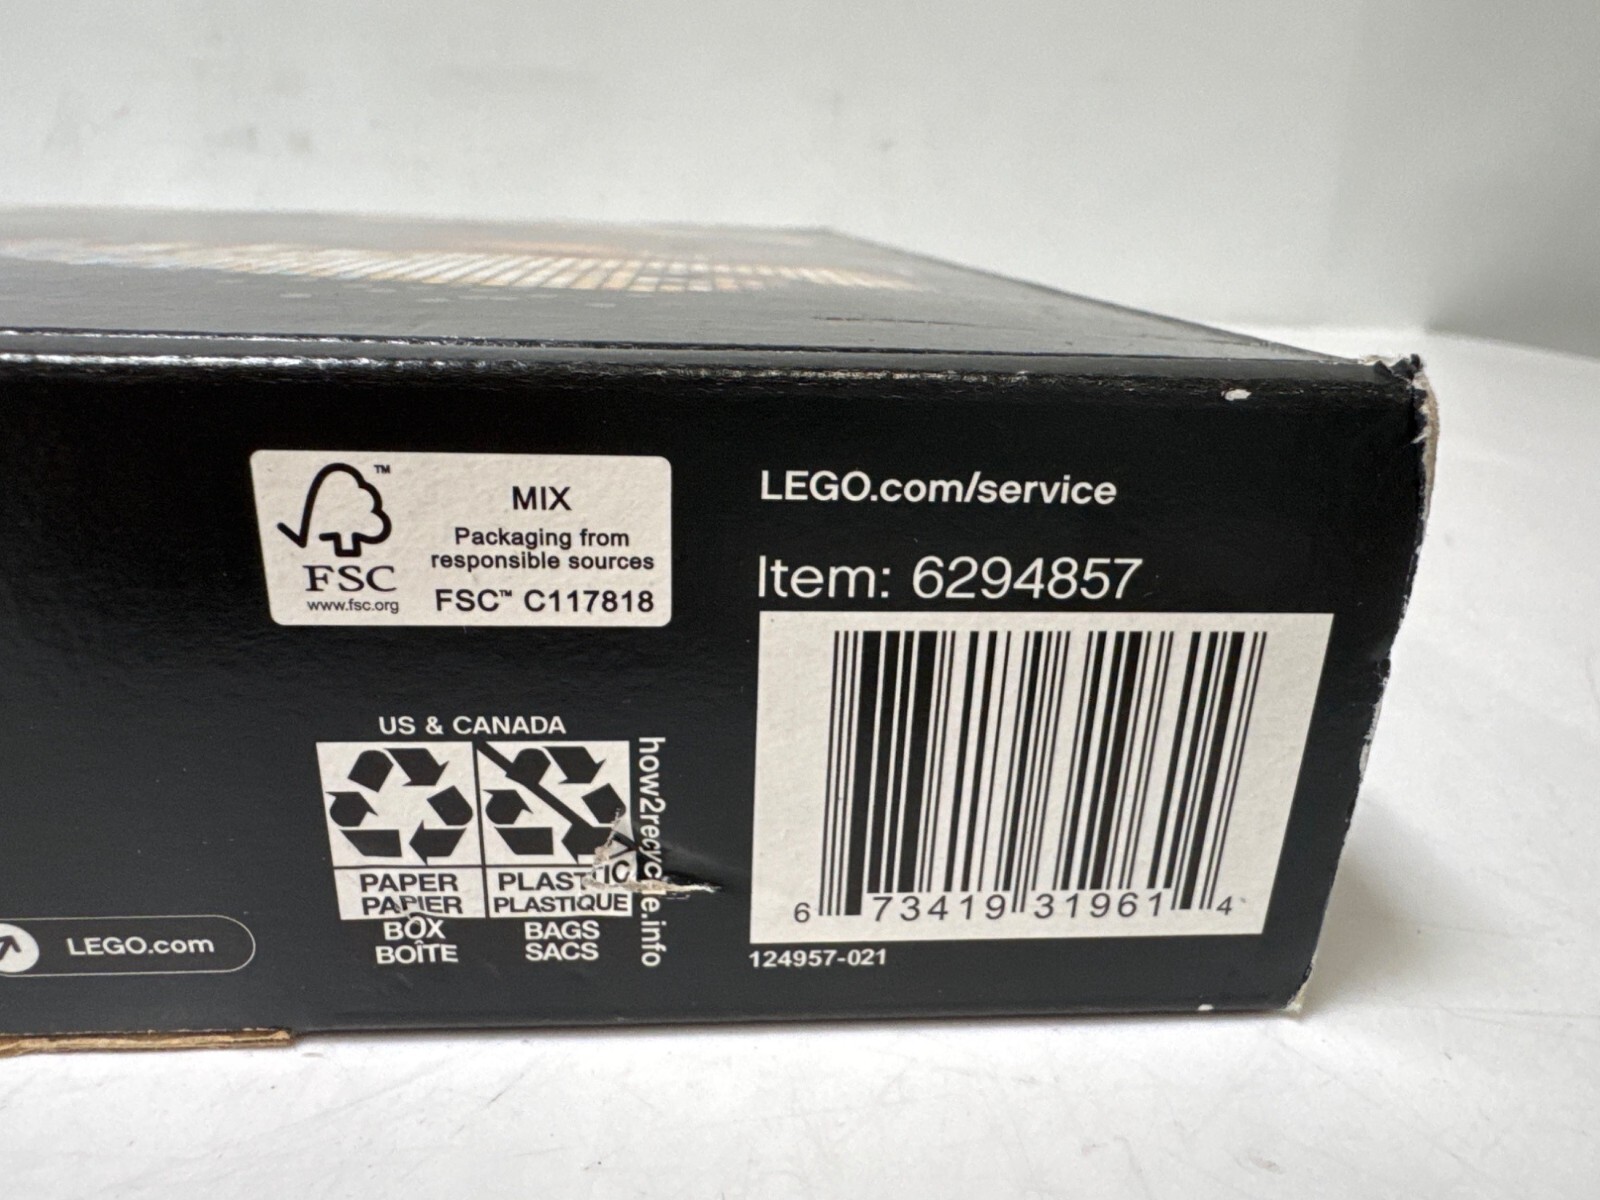 ™
FSC
www.fsc.org
MIX
Packaging from
responsible sources
FSC™ C117818
LEGO.com/service
Item: 6294857
US & CANADA
PAPER
PAPIER
BOX
BOÎTE
PLASTIC
PLASTIQUE
BAGS
SACS
how2recycle.info
6 73419 31961 4
124957-021
LEGO.com